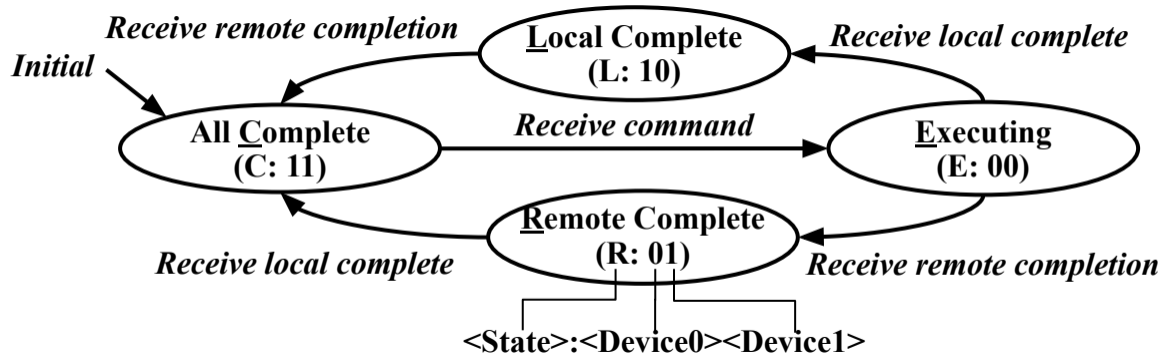 Receive remote completion
Local Complete
(L: 10)
Receive local complete
Initial
All Complete
(C: 11)
Receive command
Executing
(E: 00)
Remote Complete
(R: 01)
Receive local complete
Receive remote completion
<State>:<Device0><Device1>